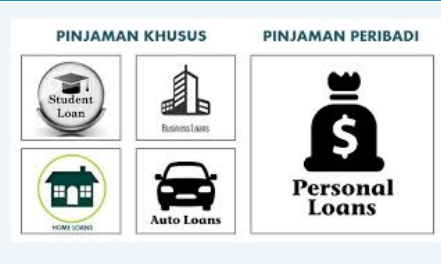 PINJAMAN KHUSUS
PINJAMAN PERIBADI
Student
Loan
Business Loans
HOME LOANS
Auto Loans
$
Personal
Loans